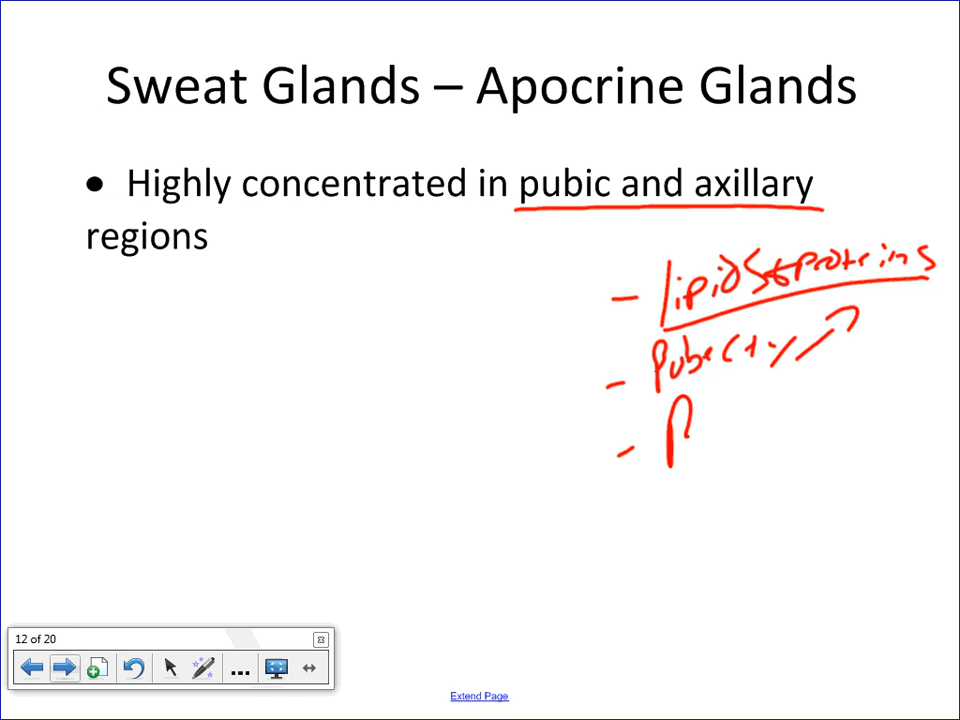 Sweat Glands – Apocrine Glands
• Highly concentrated in pubic and axillary
regions
- lipids + proteins
- Puberty
- P
12 of 20
...
Extend Page